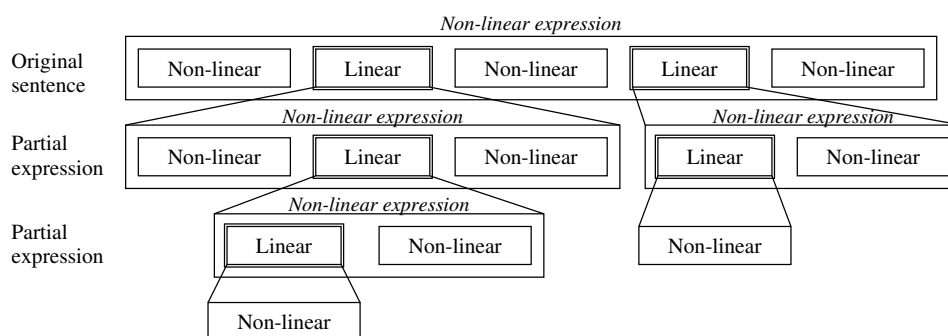 Non-linear expression
Original
sentence
Non-linear Linear Non-linear Linear Non-linear
Non-linear expression Non-linear expression
Partial
expression
Non-linear Linear Non-linear Linear Non-linear
Non-linear expression
Partial
expression
Linear Non-linear Non-linear
Non-linear